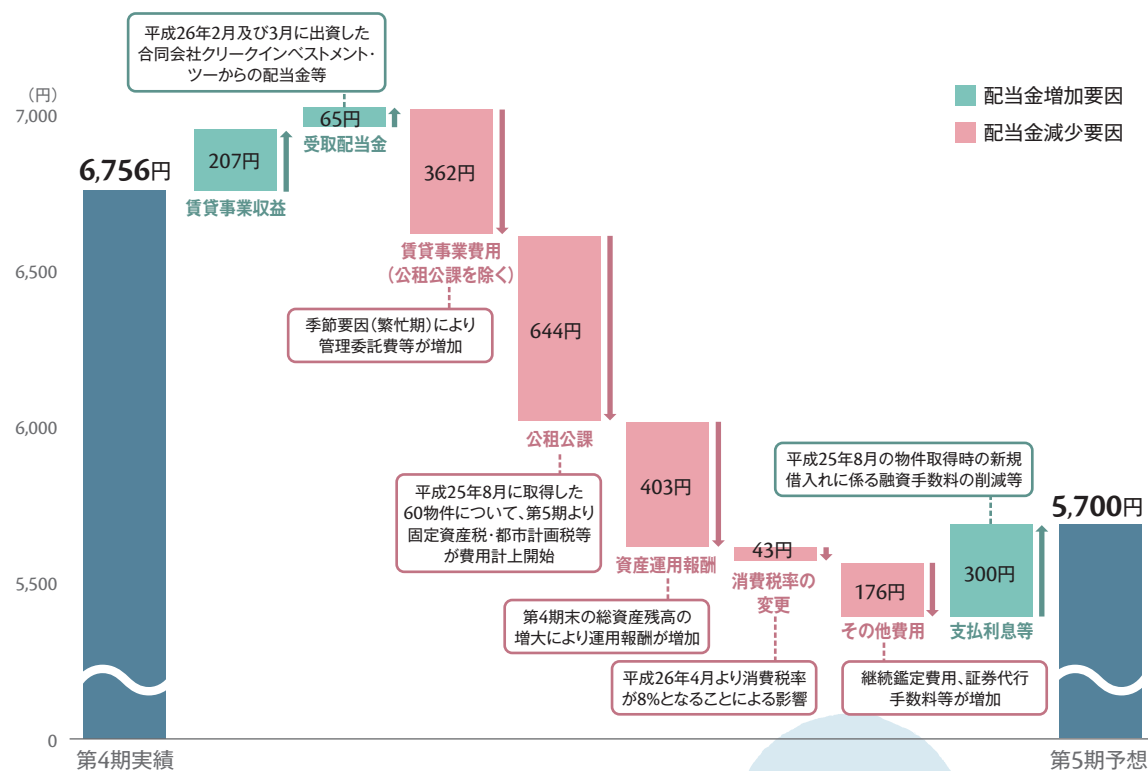 平成26年2月及び3月に出資した
合同会社クリークインベストメント・
ツーからの配当金等
(円)
7,000
6,500
6,000
5,500
0
配当金増加要因
配当金減少要因
6,756円
第4期実績
207円
賃貸事業収益
65円
受取配当金
362円
賃貸事業費用
(公租公課を除く)
季節要因(繁忙期)により
管理委託費等が増加
644円
公租公課
平成25年8月に取得した
60物件について、第5期より
固定資産税・都市計画税等
が費用計上開始
403円
資産運用報酬
第4期末の総資産残高の
増大により運用報酬が増加
43円
消費税率の
変更
平成26年4月より消費税率
が8%となることによる影響
176円
その他費用
継続鑑定費用、証券代行
手数料等が増加
平成25年8月の物件取得時の新規
借入れに係る融資手数料の削減等
300円
支払利息等
5,700円
第5期予想